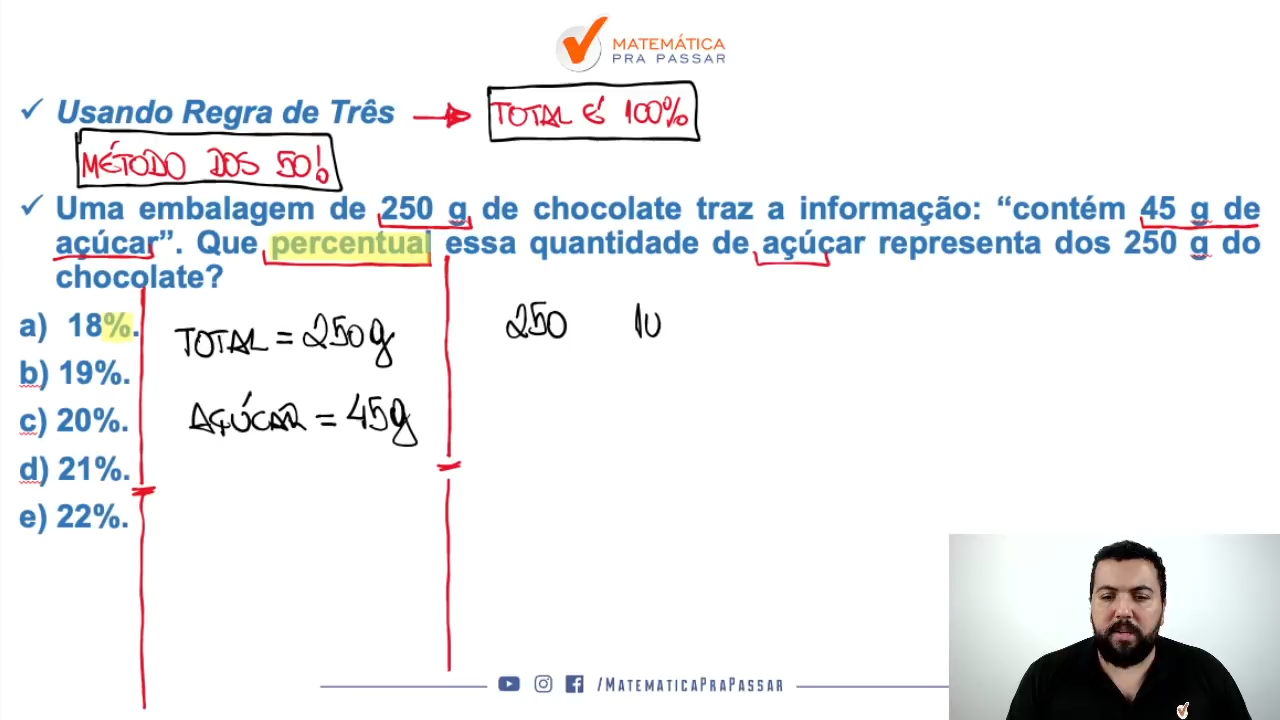 MATEMÁTICA
PRA PASSAR
✓ Usando Regra de Três → TOTAL É 100%
MÉTODO DOS 50!
✓ Uma embalagem de 250 g de chocolate traz a informação: “contém 45 g de
açúcar”. Que percentual essa quantidade de açúcar representa dos 250 g do
chocolate?
a) 18%.
b) 19%.
c) 20%.
d) 21%.
e) 22%.
TOTAL = 250g
AÇÚCAR = 45g
250 10
/MATEMATICAPRAPASSAR